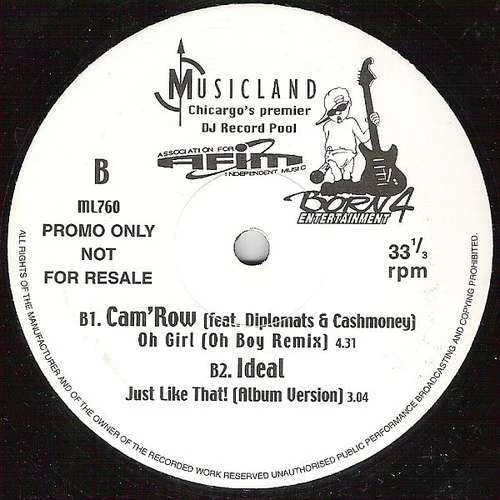 MUSICLAND
Chicargo's premier
DJ Record Pool
ASSOCIATION FOR
AFIM
INDEPENDENT MUSIC
BORN 4
ENTERTAINMENT
B
ML760
PROMO ONLY
NOT
FOR RESALE
33 1/3
rpm
B1. Cam'Row (feat. Diplomats & Cashmoney)
Oh Girl (Oh Boy Remix) 4.31
B2. Ideal
Just Like That! (Album Version) 3.04
ALL RIGHTS OF THE MANUFACTURER AND OF THE OWNER OF THE RECORDED WORK RESERVED UNAUTHORISED PUBLIC PERFORMANCE BROADCASTING AND COPYING PROHIBITED.